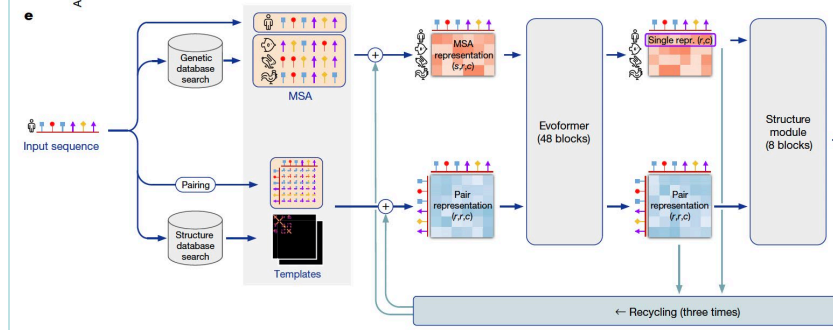 A
e
Genetic
database
search
MSA
MSA
representation
(s,r,c)
Single repr. (r,c)
Input sequence
Evoformer
(48 blocks)
Structure
module
(8 blocks)
Pairing
Structure
database
search
Templates
+
+
Pair
representation
(r,r,c)
Pair
representation
(r,r,c)
← Recycling (three times)